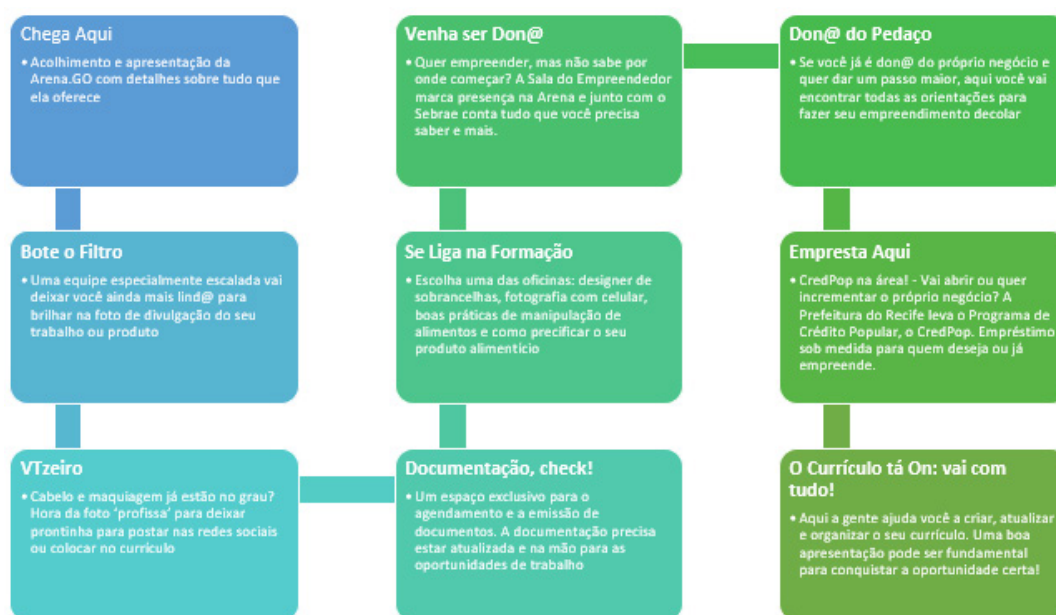 Chega Aqui
• Acolhimento e apresentação da
Arena.GO com detalhes sobre tudo que
ela oferece
Bote o Filtro
• Uma equipe especialmente escalada vai
deixar você ainda mais lind@ para
brilhar na foto de divulgação do seu
trabalho ou produto
VTzeiro
• Cabelo e maquiagem já estão no grau?
Hora da foto ‘profissa’ para deixar
prontinha para postar nas redes sociais
ou colocar no currículo
Documentação, check!
• Um espaço exclusivo para o
agendamento e a emissão de
documentos. A documentação precisa
estar atualizada e na mão para as
oportunidades de trabalho
Se Liga na Formação
• Escolha uma das oficinas: designer de
sobrancelhas, fotografia com celular,
boas práticas de manipulação de
alimentos e como precificar o seu
produto alimentício
Venha ser Don@
• Quer empreender, mas não sabe por
onde começar? A Sala do Empreendedor
marca presença na Arena e junto com o
Sebrae conta tudo que você precisa
saber e mais.
Don@ do Pedaço
• Se você já é don@ do próprio negócio e
quer dar um passo maior, aqui você vai
encontrar todas as orientações para
fazer seu empreendimento decolar
Empresta Aqui
• CredPop na área! - Vai abrir ou quer
incrementar o próprio negócio? A
Prefeitura do Recife leva o Programa de
Crédito Popular, o CredPop. Empréstimo
sob medida para quem deseja ou já
empreende.
O Currículo tá On: vai com
tudo!
• Aqui a gente ajuda você a criar, atualizar
e organizar o seu currículo. Uma boa
apresentação pode ser fundamental
para conquistar a oportunidade certa!